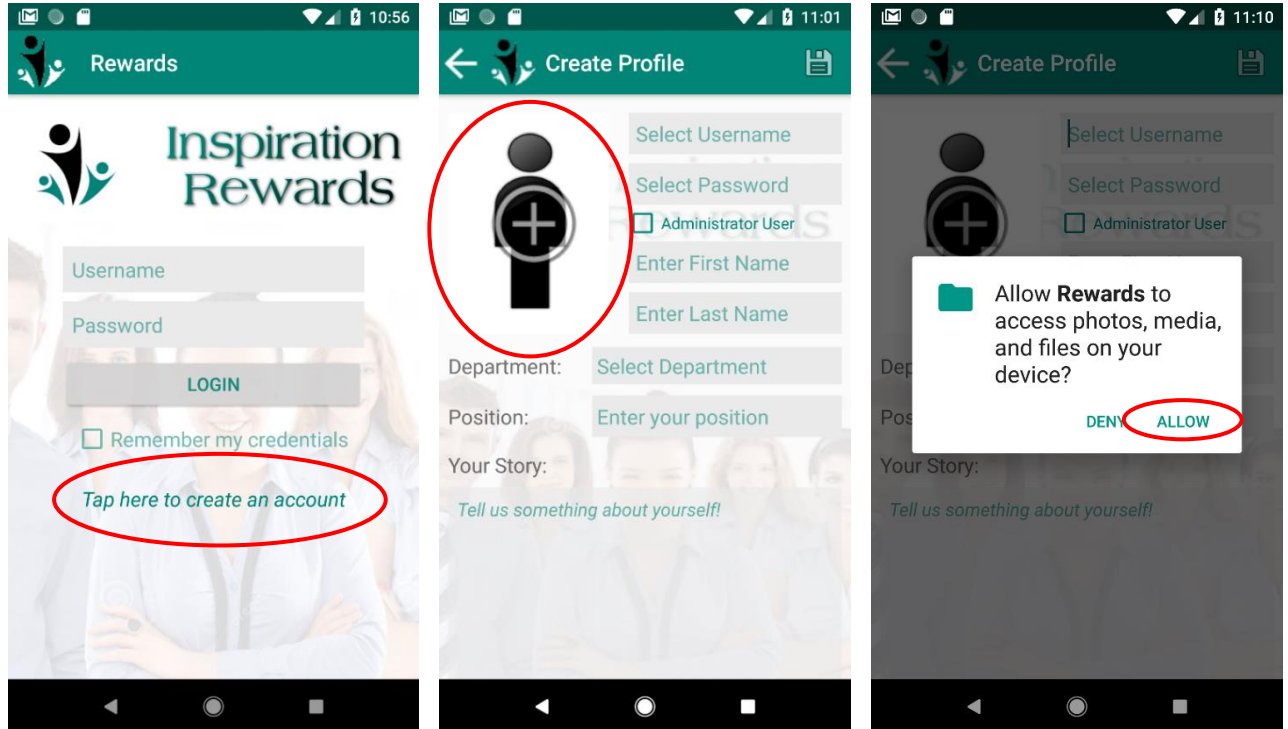 10:56
Rewards
Inspiration
Rewards
Username
Password
LOGIN
Remember my credentials
Tap here to create an account
11:01
Create Profile
Select Username
Select Password
Administrator User
Enter First Name
Enter Last Name
Department: Select Department
Position: Enter your position
Your Story:
Tell us something about yourself!
11:10
Create Profile
Select Username
Select Password
Administrator User
Allow Rewards to
access photos, media,
and files on your
device?
DENY ALLOW
Dep
Pos
Your Story:
Tell us something about yourself!